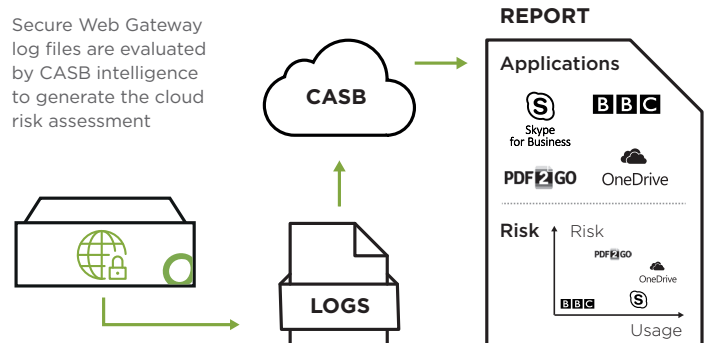 Secure Web Gateway
log files are evaluated
by CASB intelligence
to generate the cloud
risk assessment
CASB
LOGS
REPORT
Applications
S
Skype
for Business
BBC
PDF2GO
OneDrive
Risk
Risk
PDF2GO
OneDrive
BBC
S
Usage